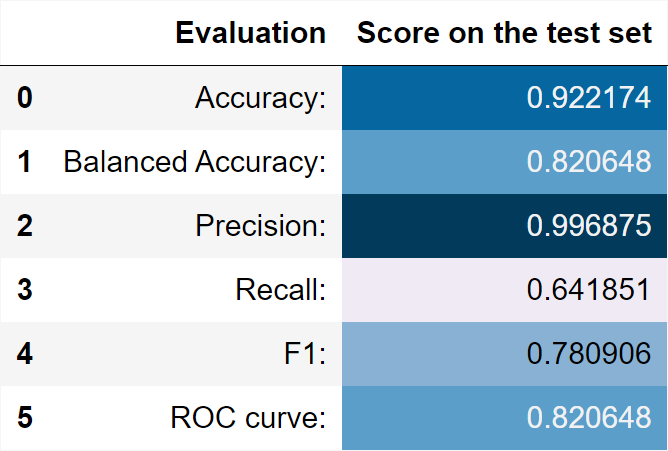 Evaluation Score on the test set
0 Accuracy: 0.922174
1 Balanced Accuracy: 0.820648
2 Precision: 0.996875
3 Recall: 0.641851
4 F1: 0.780906
5 ROC curve: 0.820648